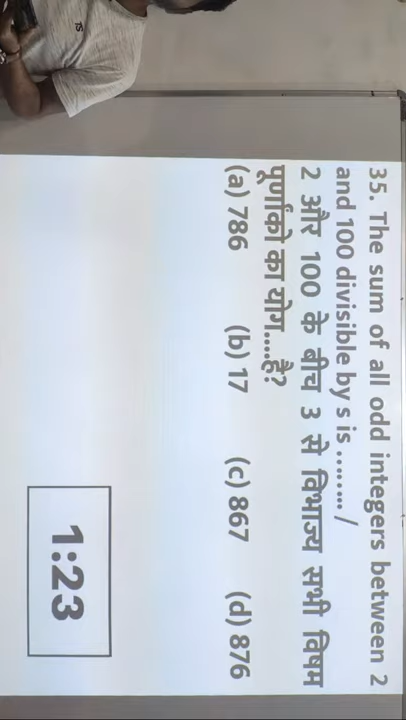 35. The sum of all odd integers between 2
and 100 divisible by s is ......../
2 और 100 के बीच 3 से विभाज्य सभी विषम
पूर्णांको का योग....है?
(a) 786 (b) 17 (c) 867 (d) 876
1:23